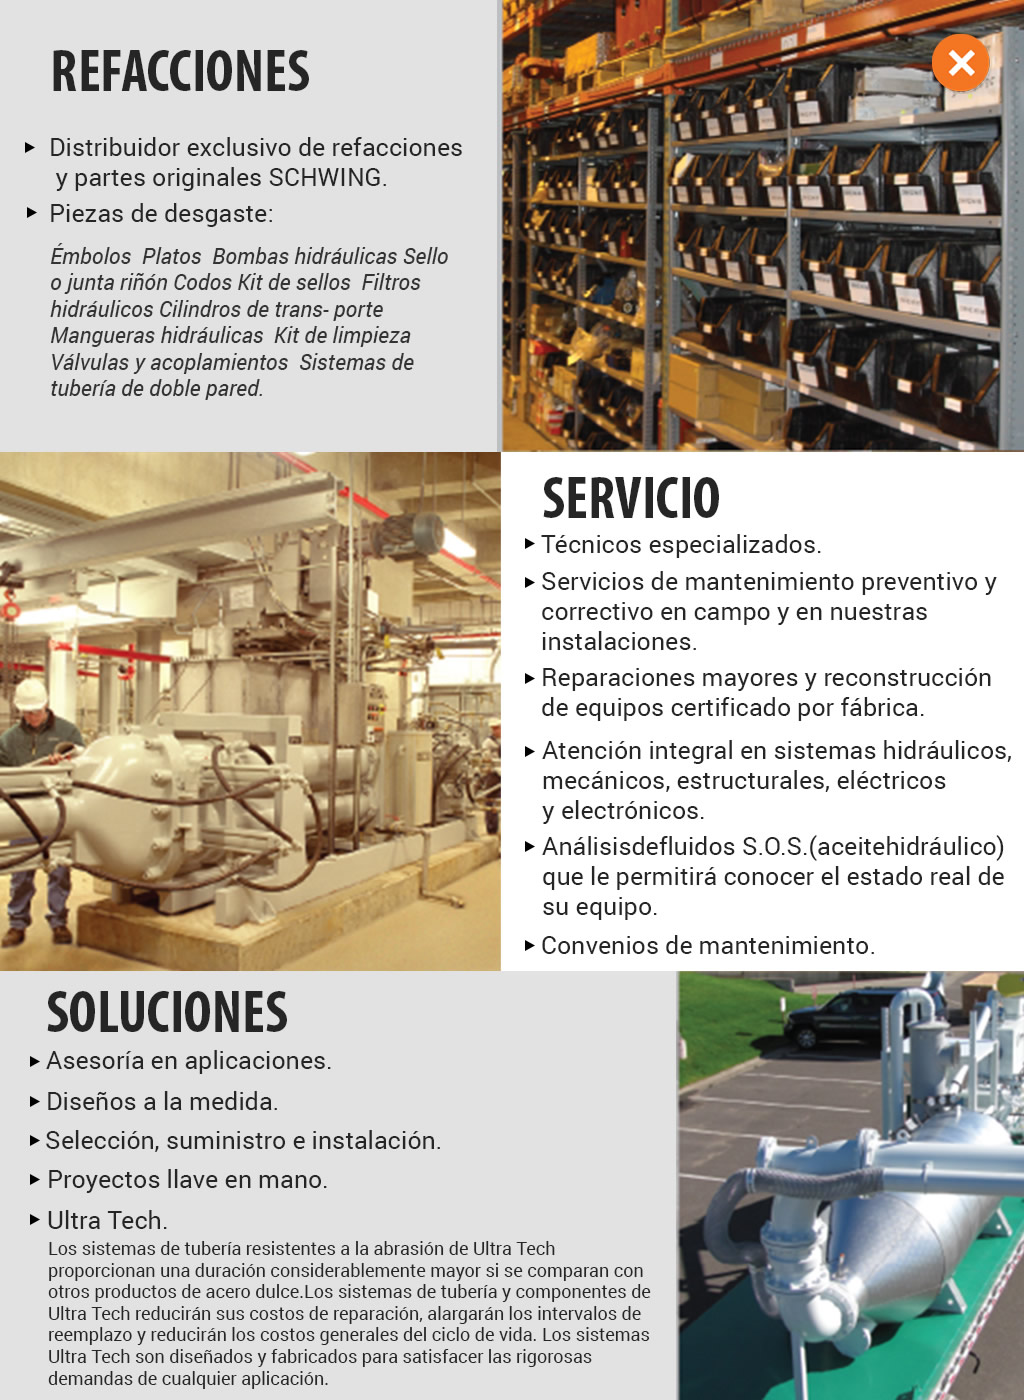 REFACCIONES
Distribuidor exclusivo de refacciones
y partes originales SCHWING.
Piezas de desgaste:
Émbolos  Platos  Bombas hidráulicas Sello
o junta riñón Codos Kit de sellos  Filtros
hidráulicos Cilindros de trans- porte
Mangueras hidráulicas  Kit de limpieza
Válvulas y acoplamientos  Sistemas de
tubería de doble pared.
SERVICIO
Técnicos especializados.
Servicios de mantenimiento preventivo y
correctivo en campo y en nuestras
instalaciones.
Reparaciones mayores y reconstrucción
de equipos certificado por fábrica.
Atención integral en sistemas hidráulicos,
mecánicos, estructurales, eléctricos
y electrónicos.
Análisisdefluidos S.O.S.(aceitehidráulico)
que le permitirá conocer el estado real de
su equipo.
Convenios de mantenimiento.
SOLUCIONES
Asesoría en aplicaciones.
Diseños a la medida.
Selección, suministro e instalación.
Proyectos llave en mano.
Ultra Tech.
Los sistemas de tubería resistentes a la abrasión de Ultra Tech
proporcionan una duración considerablemente mayor si se comparan con
otros productos de acero dulce.Los sistemas de tubería y componentes de
Ultra Tech reducirán sus costos de reparación, alargarán los intervalos de
reemplazo y reducirán los costos generales del ciclo de vida. Los sistemas
Ultra Tech son diseñados y fabricados para satisfacer las rigorosas
demandas de cualquier aplicación.